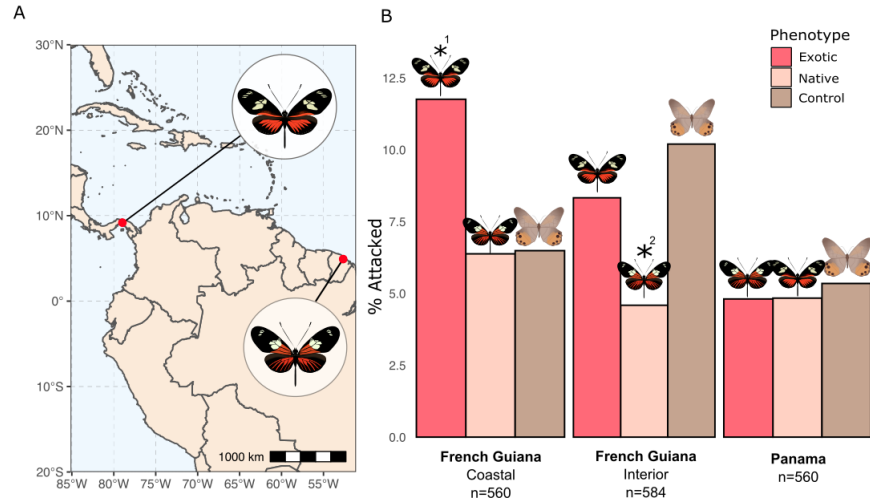 A
30°N
20°N
10°N
0°
10°S
20°S
85°W 80°W 75°W 70°W 65°W 60°W 55°W
1000 km
B
% Attacked
12.5
10.0
7.5
5.0
2.5
0.0
*1
*2
Phenotype
Exotic
Native
Control
French Guiana
Coastal
n=560
French Guiana
Interior
n=584
Panama
n=560